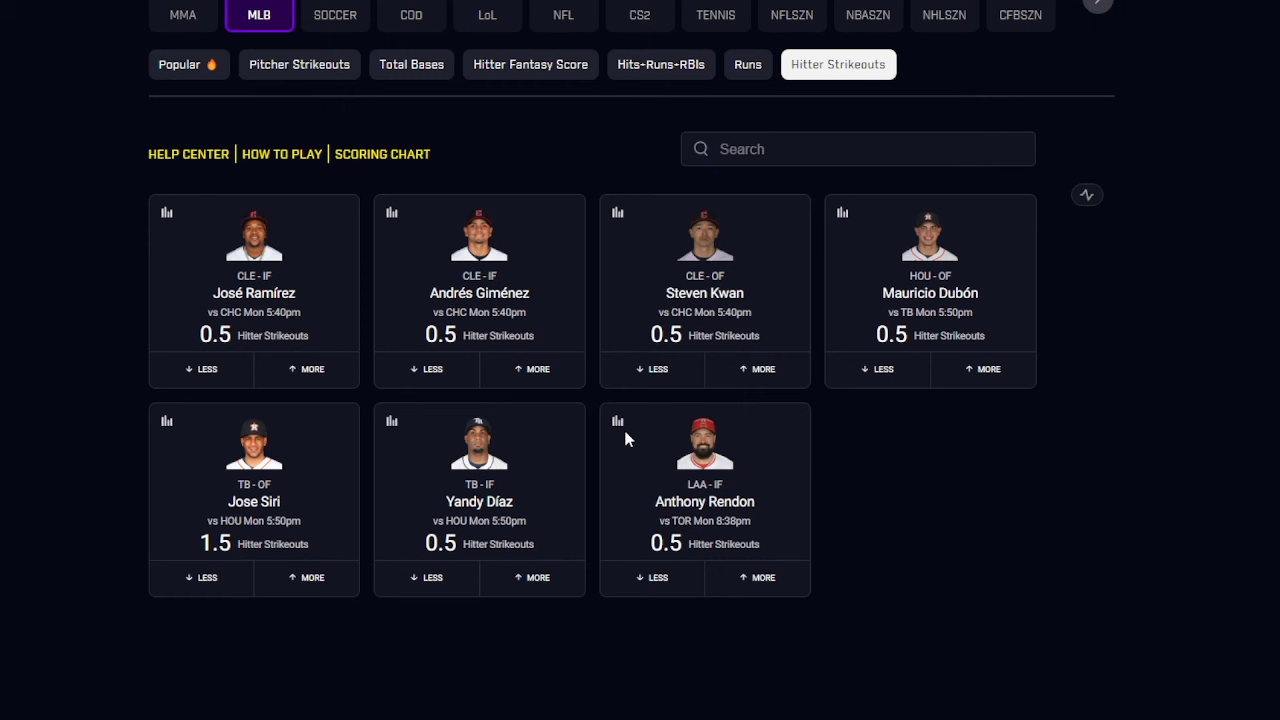 MMA MLB SOCCER COD LoL NFL CS2 TENNIS NFLSZN NBASZN NHLSZN CFBSZN
Popular Pitcher Strikeouts Total Bases Hitter Fantasy Score Hits+Runs+RBIs Runs Hitter Strikeouts
HELP CENTER | HOW TO PLAY | SCORING CHART
Search
CLE - IF
José Ramírez
vs CHC Mon 5:40pm
0.5 Hitter Strikeouts
LESS MORE
CLE - IF
Andrés Giménez
vs CHC Mon 5:40pm
0.5 Hitter Strikeouts
LESS MORE
CLE - OF
Steven Kwan
vs CHC Mon 5:40pm
0.5 Hitter Strikeouts
LESS MORE
HOU - OF
Mauricio Dubón
vs TB Mon 5:50pm
0.5 Hitter Strikeouts
LESS MORE
TB - OF
Jose Siri
vs HOU Mon 5:50pm
1.5 Hitter Strikeouts
LESS MORE
TB - IF
Yandy Díaz
vs HOU Mon 5:50pm
0.5 Hitter Strikeouts
LESS MORE
LAA - IF
Anthony Rendon
vs TOR Mon 8:38pm
0.5 Hitter Strikeouts
LESS MORE